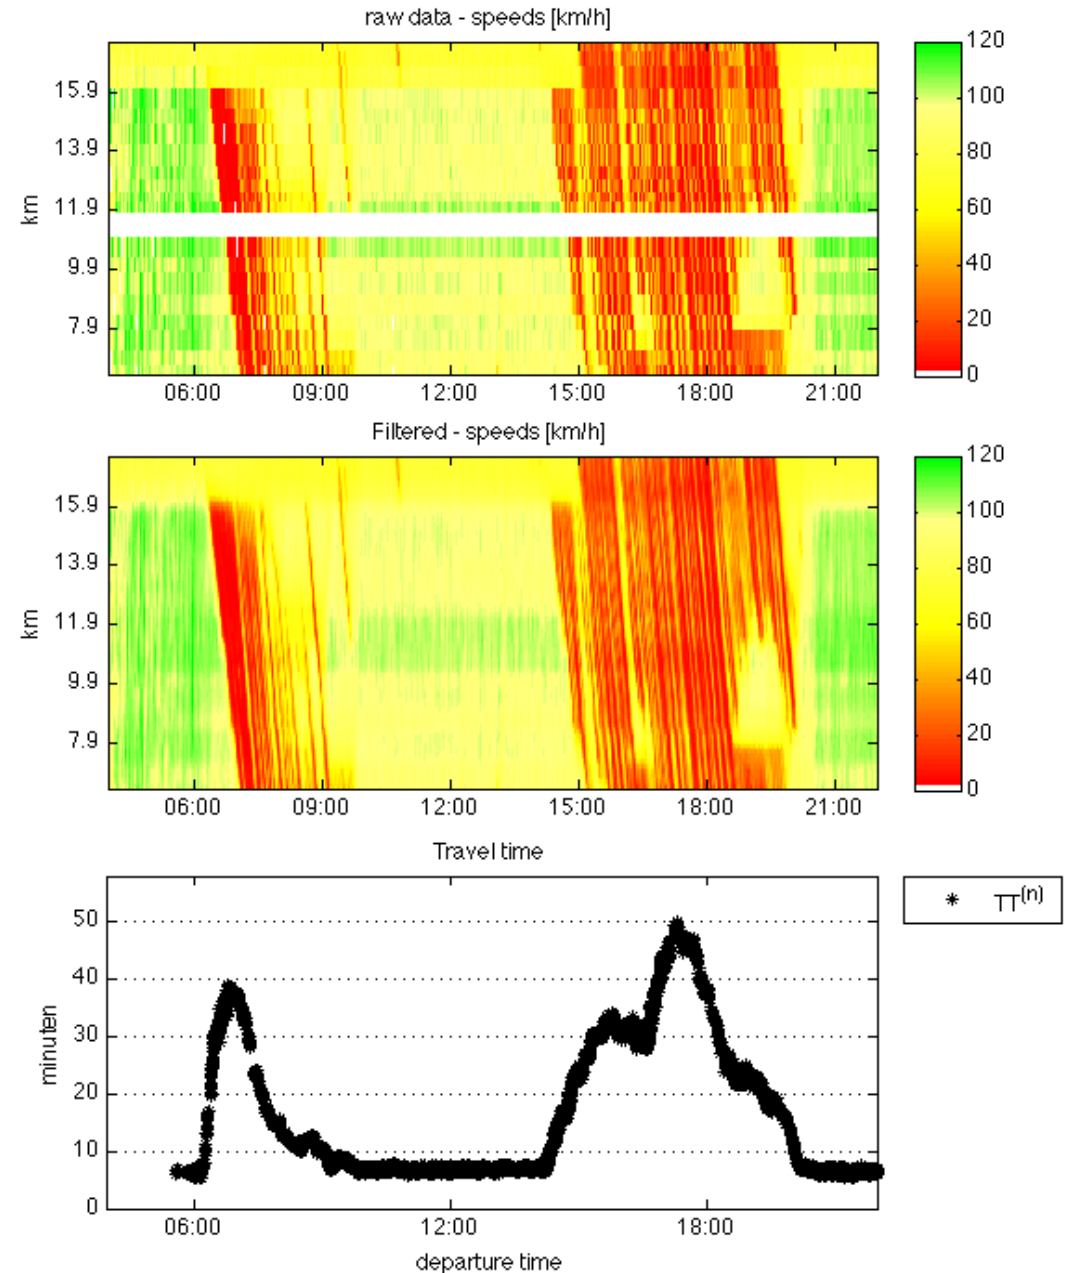 raw data - speeds [km/h]
120
100
80
60
40
20
0
15.9
13.9
11.9
9.9
7.9
km
06:00 09:00 12:00 15:00 18:00 21:00
Filtered - speeds [km/h]
120
100
80
60
40
20
0
15.9
13.9
11.9
9.9
7.9
km
06:00 09:00 12:00 15:00 18:00 21:00
Travel time
TT(n)
50
40
30
20
10
0
minuten
06:00 12:00 18:00
departure time